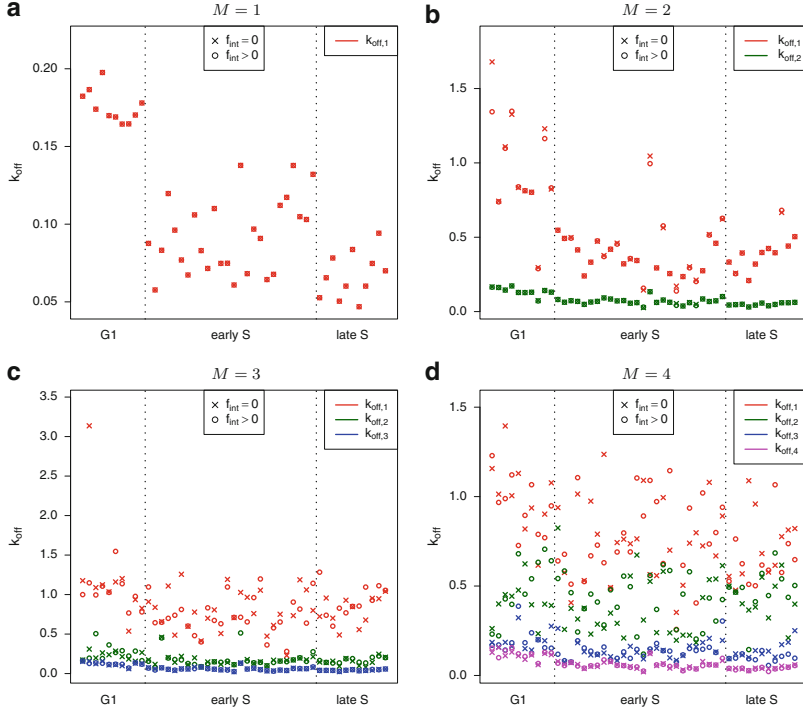 a
M = 1
× f_int = 0
○ f_int > 0
k_off,1
k_off
0.20
0.15
0.10
0.05
G1 early S late S
b
M = 2
× f_int = 0
○ f_int > 0
k_off,1
k_off,2
k_off
1.5
1.0
0.5
0.0
G1 early S late S
c
M = 3
× f_int = 0
○ f_int > 0
k_off,1
k_off,2
k_off,3
k_off
3.5
3.0
2.5
2.0
1.5
1.0
0.5
0.0
G1 early S late S
d
M = 4
× f_int = 0
○ f_int > 0
k_off,1
k_off,2
k_off,3
k_off,4
k_off
1.5
1.0
0.5
0.0
G1 early S late S